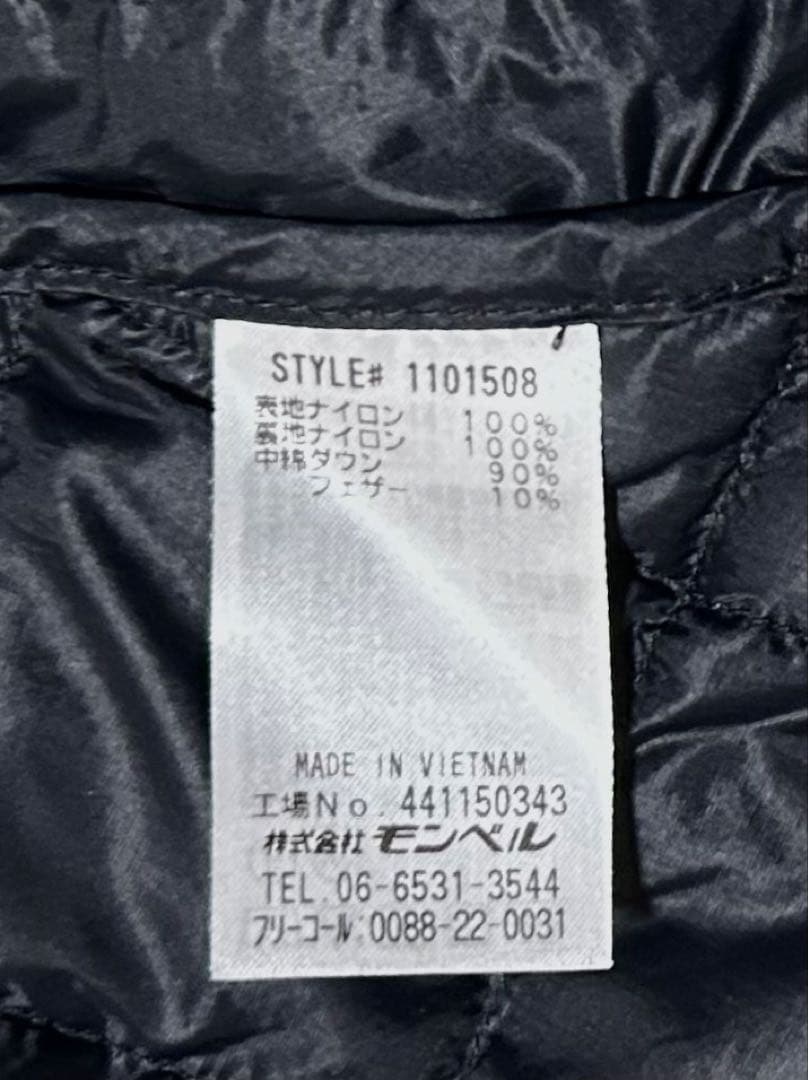 STYLE# 1101508
表地ナイロン 100%
裏地ナイロン 100%
中綿ダウン 90%
フェザー 10%
MADE IN VIETNAM
工場No. 441150343
株式会社モンベル
TEL.06-6531-3544
フリーコール:0088-22-0031